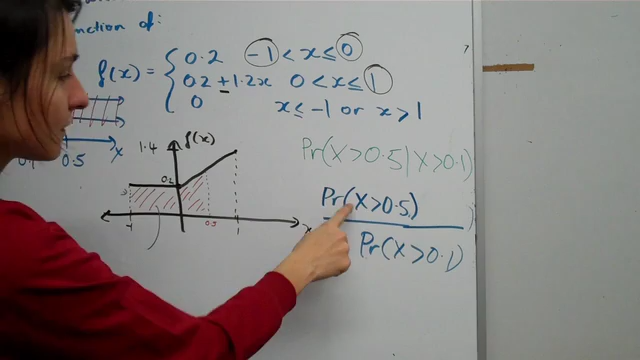 nction of:
f(x) = { 0.2 -1 < x ≤ 0
0.2 + 1.2x 0 < x ≤ 1
0 x ≤ -1 or x > 1
0.5 x
1.4 f(x)
0.2
-1 0.5
Pr(X>0.5|X>0.1)
Pr(X>0.5)
Pr(X>0.1)